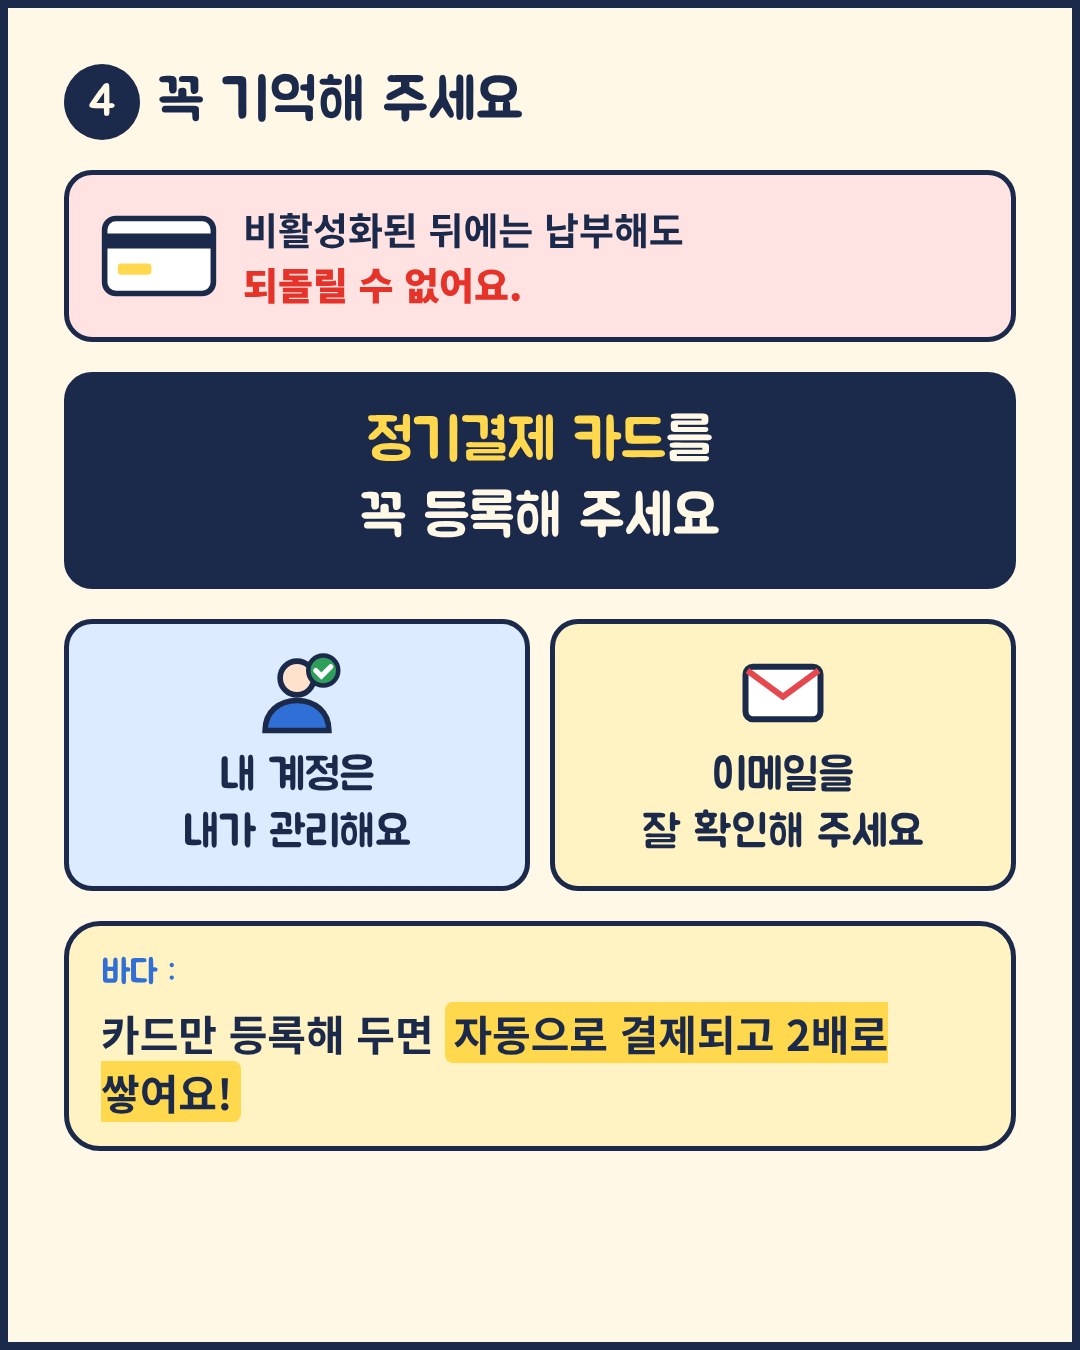 4 꼭 기억해 주세요
비활성화된 뒤에는 납부해도
되돌릴 수 없어요.
정기결제 카드를
꼭 등록해 주세요
내 계정은
내가 관리해요
이메일을
잘 확인해 주세요
바다 :
카드만 등록해 두면 자동으로 결제되고 2배로
쌓여요!